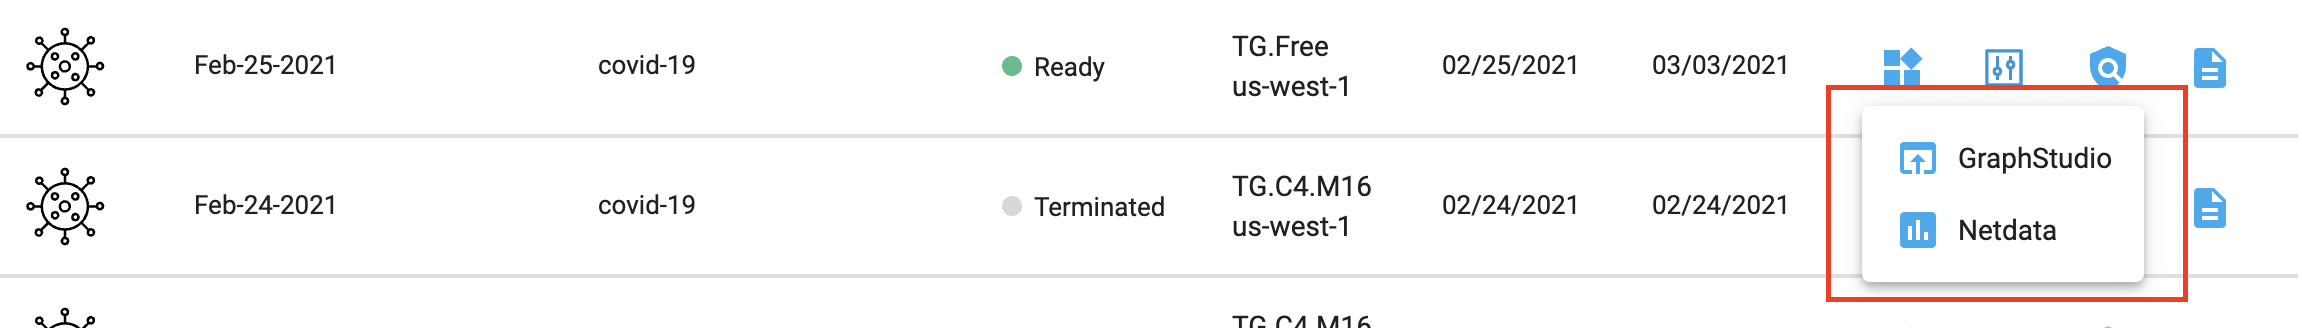 Feb-25-2021 covid-19 Ready TG.Free us-west-1 02/25/2021 03/03/2021
GraphStudio
Feb-24-2021 covid-19 Terminated TG.C4.M16 us-west-1 02/24/2021 02/24/2021
Netdata
TG.C4.M16